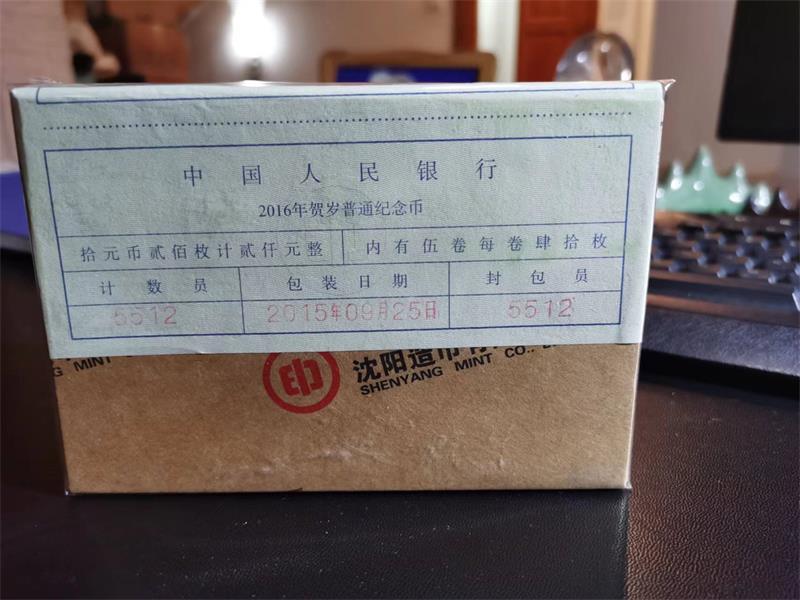 中国人民银行
2016年贺岁普通纪念币
拾元币贰佰枚计贰仟元整 内有伍卷每卷肆拾枚
计数员 包装日期 封包员
5512 2015年09月25日 5512
G MINT 印 沈阳造币有
SHENYANG MINT CO.,